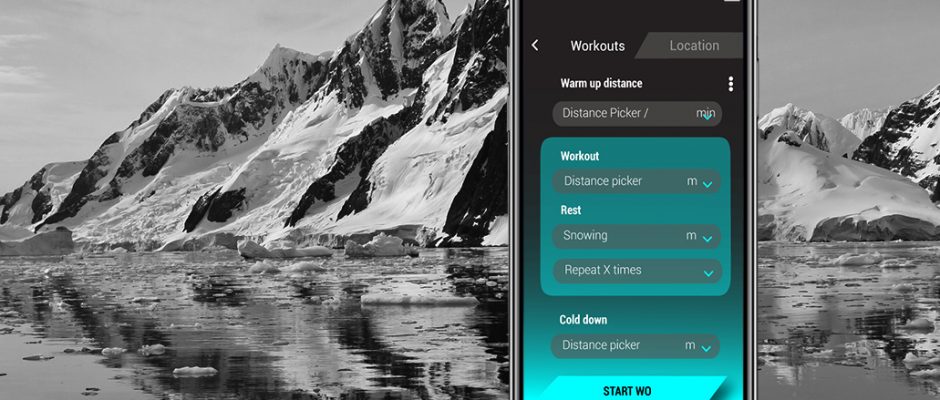 Workouts
Location
Warm up distance
Distance Picker / min
Workout
Distance picker m
Rest
Snowing m
Repeat X times
Cold down
Distance picker m
START WO